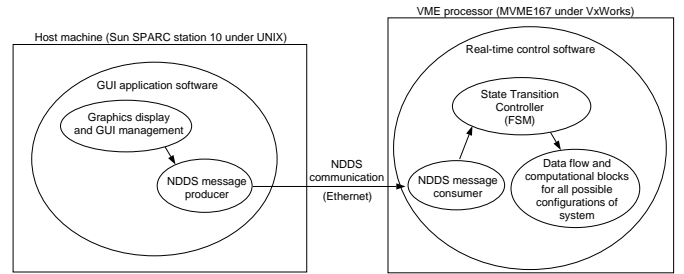 Host machine (Sun SPARC station 10 under UNIX)
GUI application software
Graphics display
and GUI management
NDDS message
producer
NDDS
communication
(Ethernet)
VME processor (MVME167 under VxWorks)
Real-time control software
State Transition
Controller
(FSM)
NDDS message
consumer
Data flow and
computational blocks
for all possible
configurations of
system